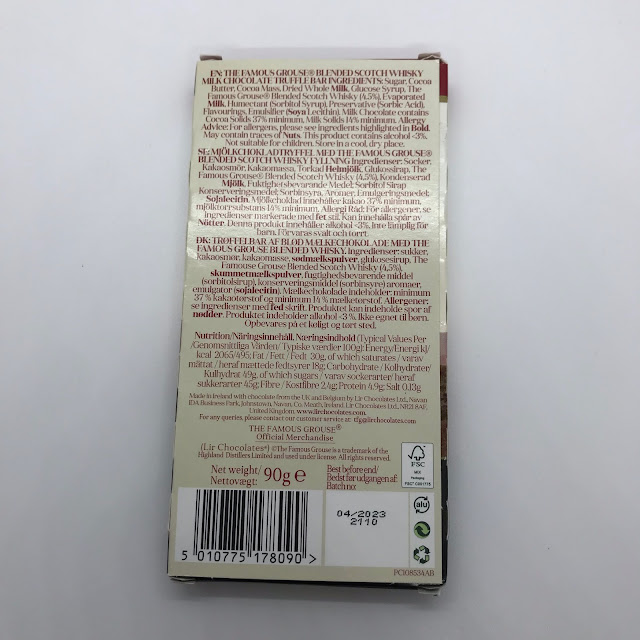 EN: THE FAMOUS GROUSE® BLENDED SCOTCH WHISKY
MILK CHOCOLATE TRUFFLE BAR INGREDIENTS: Sugar, Cocoa
Butter, Cocoa Mass, Dried Whole Milk, Glucose Syrup, The
Famous Grouse® Blended Scotch Whisky (4.5%), Evaporated
Milk, Humectant (Sorbitol Syrup), Preservative (Sorbic Acid),
Flavourings, Emulsifier (Soya Lecithin), Milk Chocolate contains
Cocoa Solids 37% minimum, Milk Solids 14% minimum, Allergy
Advice: For allergens, please see ingredients highlighted in Bold.
May contain traces of Nuts. This product contains alcohol <3%.
Not suitable for children. Store in a cool, dry place.
SE: MJÖLKCHOKLADTRYFFEL MED THE FAMOUS GROUSE®
BLENDED SCOTCH WHISKY FYLLNING Ingredienser: Socker,
Kakaosmör, Kakaomassa, Torkad Helmjölk, Glukossirap, The
Famous Grouse® Blended Scotch Whisky (4,5%), Kondenserad
Mjölk, Fuktighetsbevarande Medel; Sorbitol Sirap
Konserveringsmedel; Sorbinsyra, Aromer, Emulgeringsmedel;
Sojalecitin. Mjölkchoklad innehåller kakao 37% minimum,
mjölktorrsubstans 14% minimum. Allergi Råd: För allergener, se
ingredienser markerade med fet stil. Kan innehålla spår av
Nötter. Denna produkt innehåller alkohol <3%. Inte lämplig för
barn. Förvaras svalt och torrt.
DK: TRØFFELBAR AF BLØD MÆLKECHOKOLADE MED THE
FAMOUS GROUSE BLENDED WHISKY. Ingredienser: sukker,
kakaosmør, kakaomasse, sødmælkspulver, glukosesirup. The
Famouse Grouse Blended Scotch Whisky (4,5%),
skummetmælkspulver, fugtighedsbevarende middel
(sorbitolsirup), konserveringsmiddel (sorbinsyre) aromaer,
emulgator (sojalecitin). Mælkechokolade indeholder: minimum
37 % kakaotørstof og minimum 14 % mælketørstof. Allergener:
se ingredienser med fed skrift. Produktet kan indeholde spor af
nødder. Produktet indeholder alkohol <3 %. Ikke egnet til børn.
Opbevares på et køligt og tørt sted.
Nutrition/Näringsinnehåll, Næringsindhold (Typical Values Per
/Genomsnittliga Värden/ Typiske værdier 100g): Energy/Energi kj/
kcal 2065/495; Fat / Fett / Fedt 30g, of which saturates / varav
mättat / heraf mættede fedtsyrer 18g; Carbohydrate / Kolhydrater/
Kulhydrat 49g, of which sugars / varav sockerarter/ heraf
sukkerarter 45g; Fibre / Kostfibre 2.4g; Protein 4.9g; Salt 0.13g
Made in Ireland with chocolate from the UK and Belgium by Lir Chocolates Ltd., Navan
IDA Business Park, Johnstown, Navan, Co. Meath, Ireland. Lir Chocolates Ltd., NE21 8AF,
United Kingdom. www.lirchocolates.com
For any queries, please contact our customer service at: tfg@lirchocolates.com
THE FAMOUS GROUSE®
Official Merchandise
(Lir Chocolates®) ©The Famous Grouse is a trademark of the
Highland Distillers Limited and used under license. All rights reserved.
Net weight/
Nettovægt: 90g e
Best before end/
Bedst før udgangen af:
Batch no:
FSC
MIX
Packaging
FSC® C001775
04/2023
2110
alu
5 010775 178090 >
PC108534AB